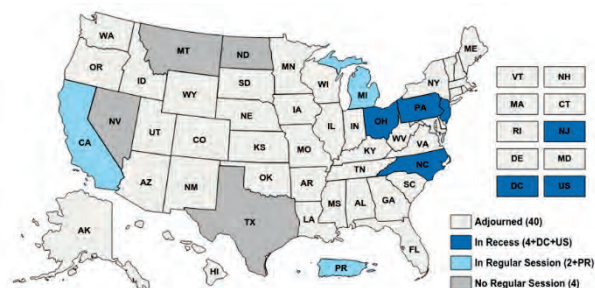 WA
ME
MT
ND
MN
OR
VT
NH
ID
SD
WI
NY
WY
MI
MA
CT
IA
PA
NE
NV
OH
RI
NJ
IL
IN
UT
CA
CO
WV
VA
KS
MO
KY
DE
MD
NC
TN
DC
US
AZ
NM
OK
AR
SC
MS
AL
GA
TX
LA
AK
FL
HI
PR
Adjourned (40)
In Recess (4+DC+US)
In Regular Session (2+PR)
No Regular Session (4)